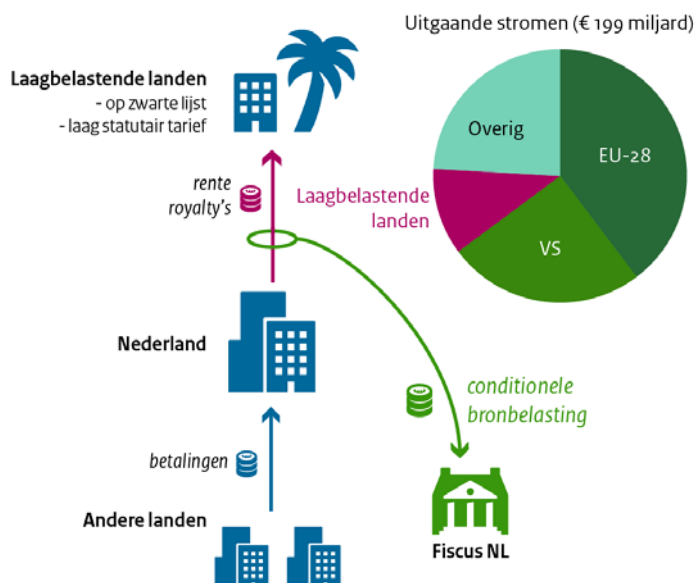 Uitgaande stromen (€ 199 miljard)
Laagbelastende landen
- op zwarte lijst
- laag statutair tarief
Overig
EU-28
rente
royalty's
Laagbelastende
landen
VS
Nederland
conditionele
bronbelasting
betalingen
Andere landen
Fiscus NL